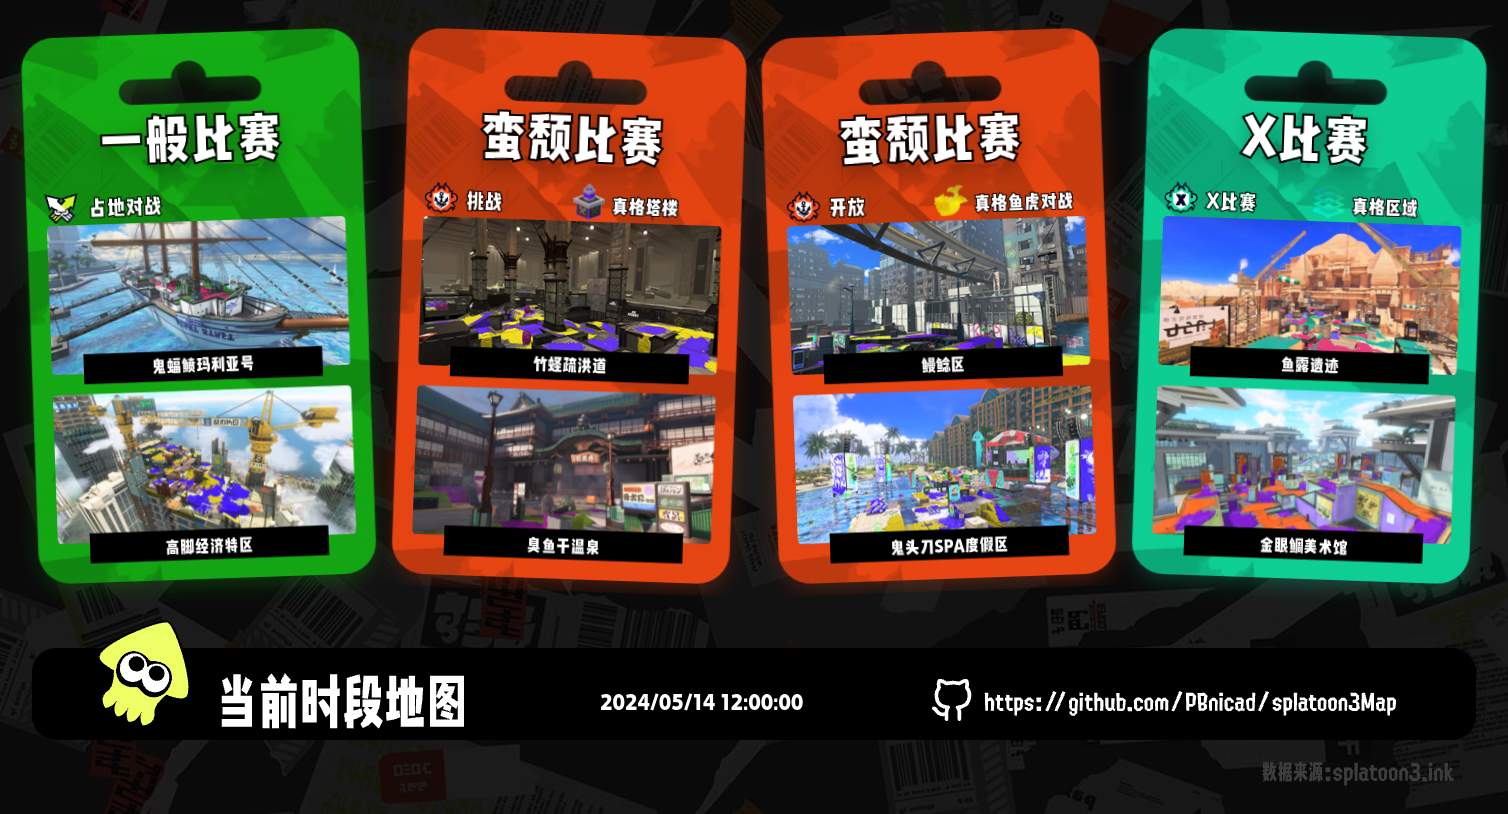 一般比赛
占地对战
鬼蝠鲼玛利亚号
高脚经济特区
蛮颓比赛
挑战
真格塔楼
竹蛏疏洪道
臭鱼干温泉
蛮颓比赛
开放
真格鱼虎对战
鳗鲶区
鬼头刀SPA度假区
X比赛
X比赛
真格区域
鱼露遗迹
金眼鲷美术馆
当前时段地图
2024/05/14 12:00:00
https://github.com/PBnicad/splatoon3Map
数据来源:splatoon3.ink